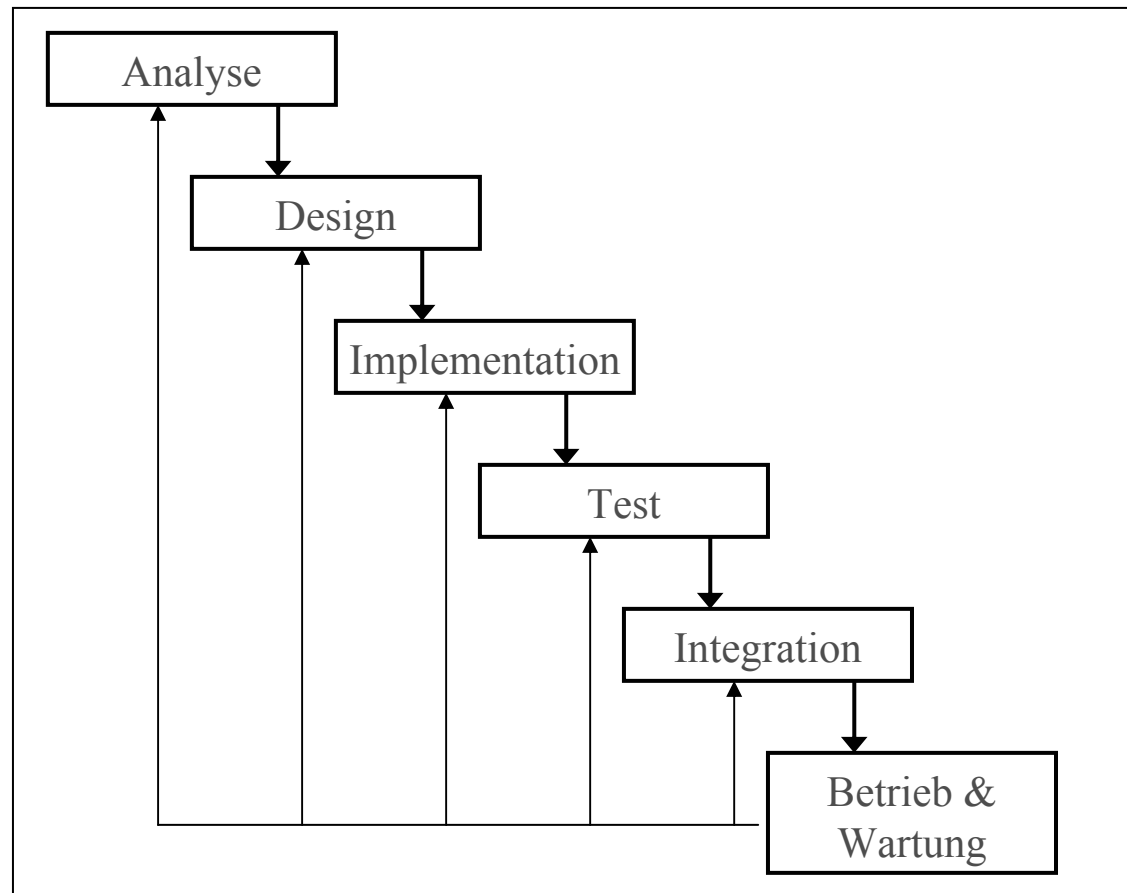 Analyse
Design
Implementation
Test
Integration
Betrieb &
Wartung